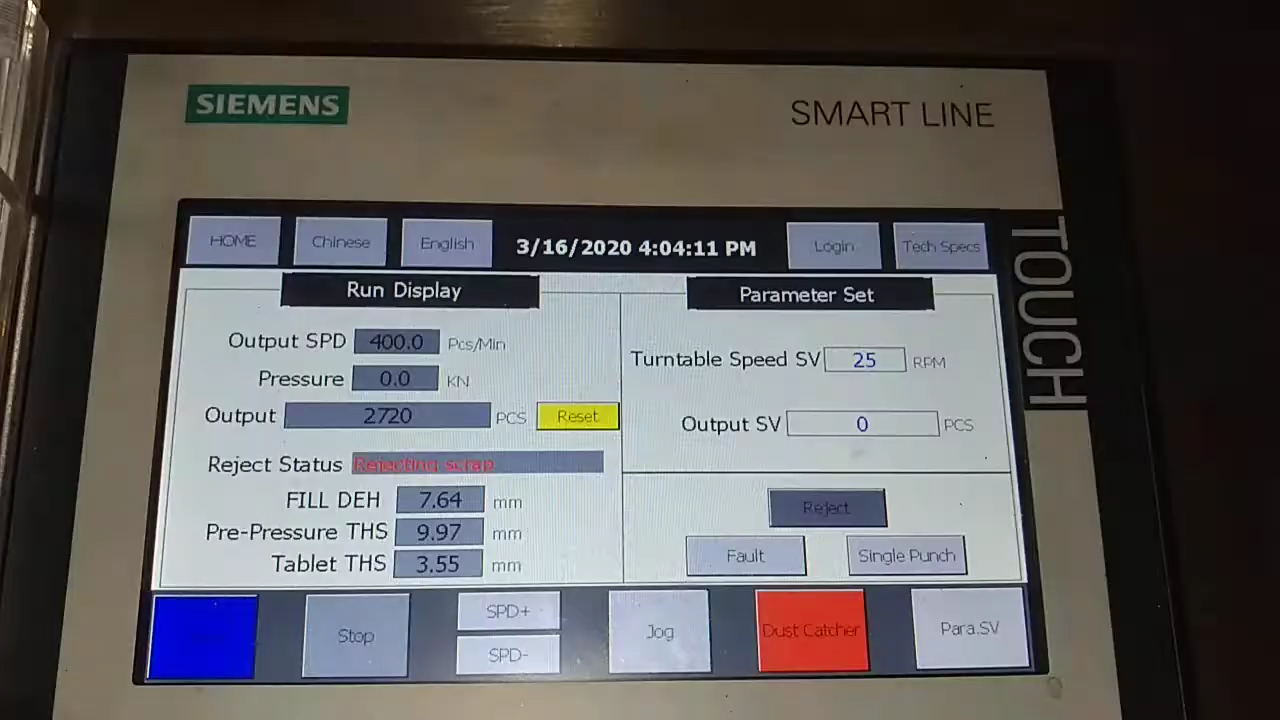 SIEMENS
SMART LINE
TOUCH
HOME
Chinese
English
3/16/2020 4:04:11 PM
Login
Tech Specs
Run Display
Output SPD 400.0 Pcs/Min
Pressure 0.0 KN
Output 2720 PCS Reset
Reject Status Rejecting scrap
FILL DEH 7.64 mm
Pre-Pressure THS 9.97 mm
Tablet THS 3.55 mm
Parameter Set
Turntable Speed SV 25 RPM
Output SV 0 PCS
Reject
Fault
Single Punch
Stop
SPD+
SPD-
Jog
Dust Catcher
Para.SV